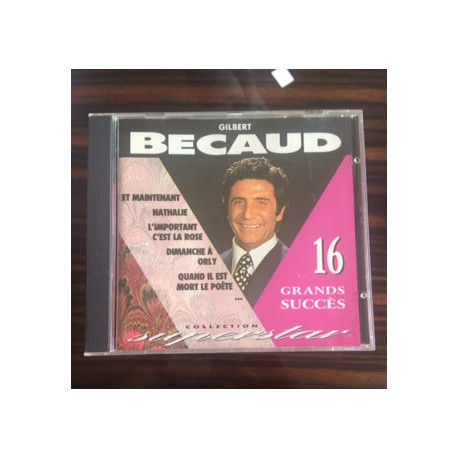 GILBERT
BECAUD
ET MAINTENANT
NATHALIE
L'IMPORTANT
C'EST LA ROSE
DIMANCHE À
ORLY
QUAND IL EST
MORT LE POÈTE
...
16
GRANDS
SUCCÈS
COLLECTION
superstar